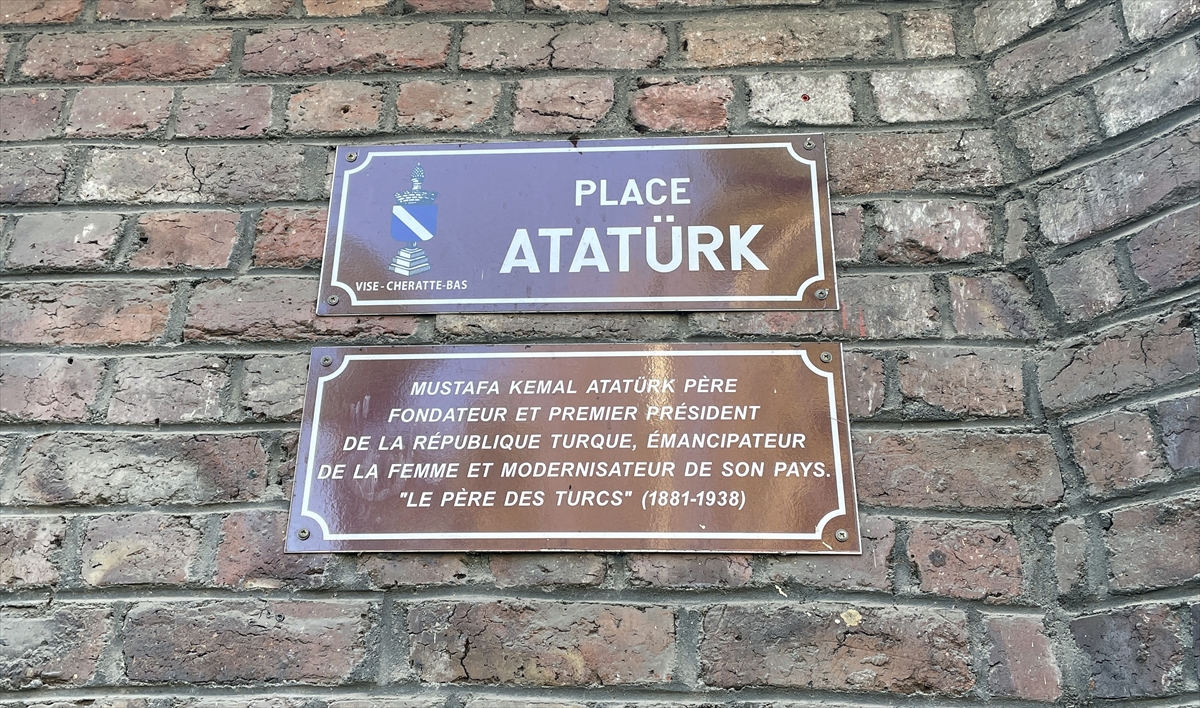 PLACE
ATATÜRK
VISE - CHERATTE-BAS
MUSTAFA KEMAL ATATÜRK PÈRE
FONDATEUR ET PREMIER PRÉSIDENT
DE LA RÉPUBLIQUE TURQUE, ÉMANCIPATEUR
DE LA FEMME ET MODERNISATEUR DE SON PAYS.
"LE PÈRE DES TURCS" (1881-1938)